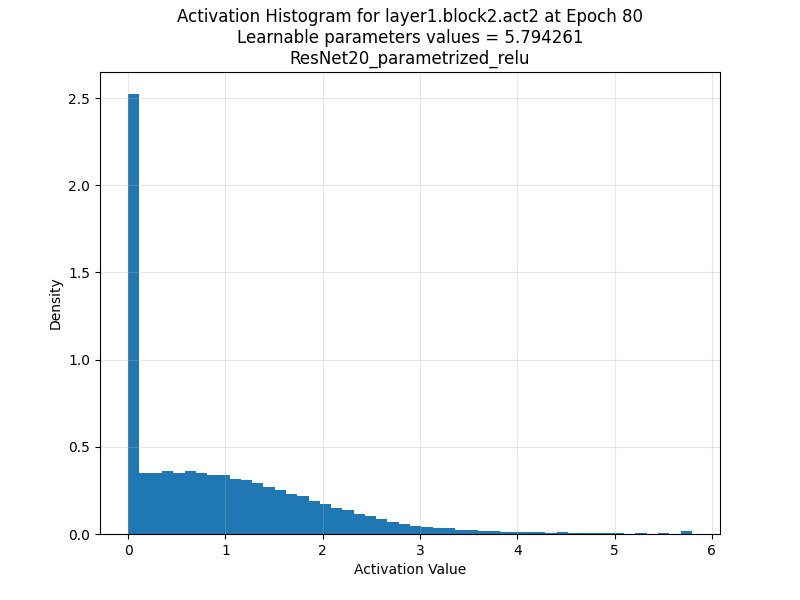 Activation Histogram for layer1.block2.act2 at Epoch 80
Learnable parameters values = 5.794261
ResNet20_parametrized_relu
2.5
2.0
1.5
1.0
0.5
0.0
Density
0 1 2 3 4 5 6
Activation Value